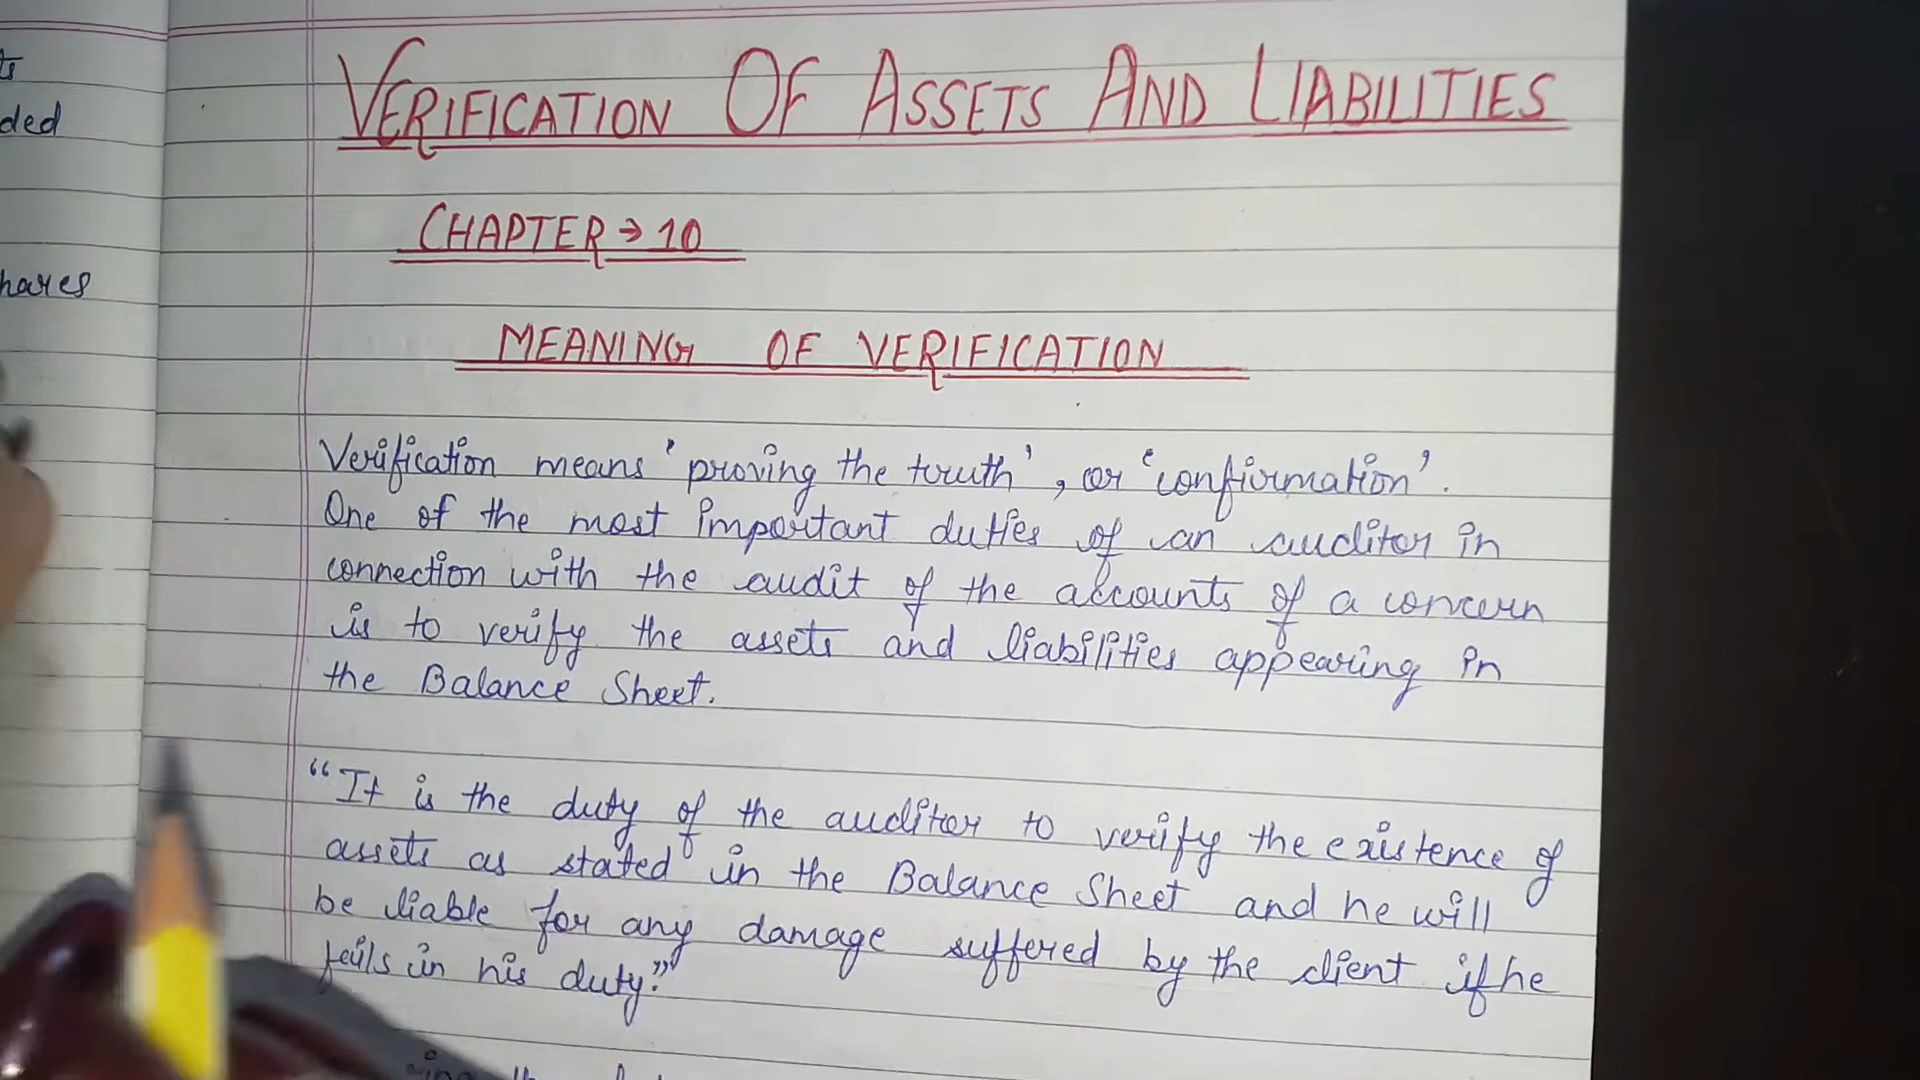 ded
hares
VERIFICATION OF ASSETS AND LIABILITIES
CHAPTER → 10
MEANING OF VERIFICATION
Verification means 'proving the truth', or 'confirmation'.
One of the most important duties of an auditor in
connection with the audit of the accounts of a concern
is to verify the assets and liabilities appearing in
the Balance Sheet.
"It is the duty of the auditor to verify the existence of
assets as stated in the Balance Sheet and he will
be liable for any damage suffered by the client if he
fails in his duty."